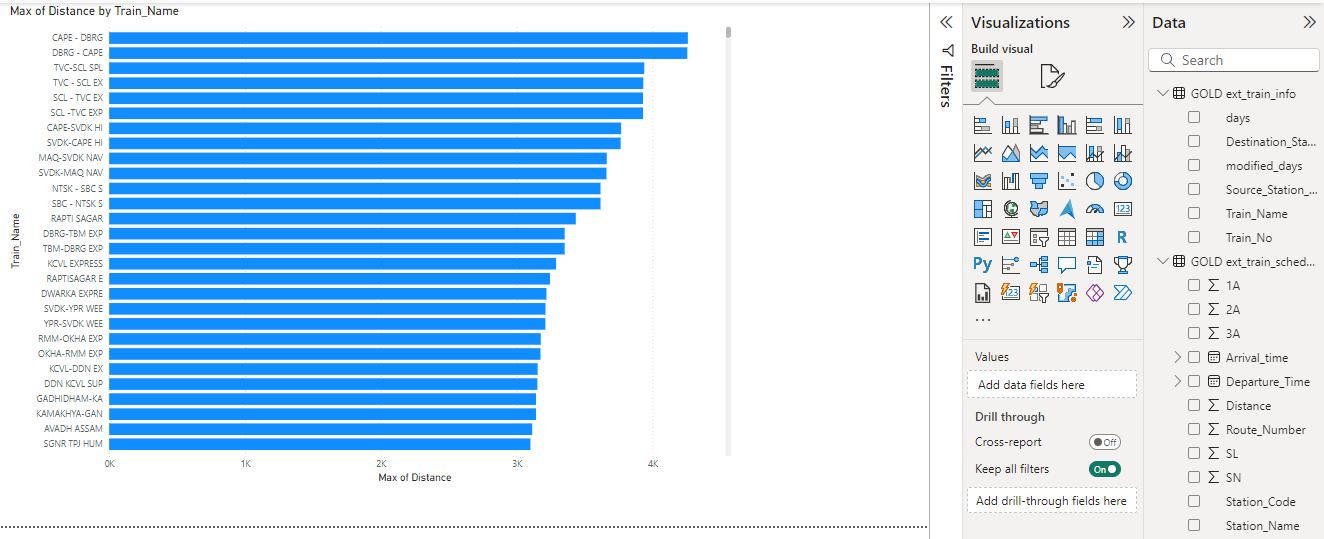 Max of Distance by Train_Name
Train_Name
CAPE - DBRG
DBRG - CAPE
TVC-SCL SPL
TVC - SCL EX
SCL - TVC EX
SCL -TVC EXP
CAPE-SVDK HI
SVDK-CAPE HI
MAQ-SVDK NAV
SVDK-MAQ NAV
NTSK - SBC S
SBC - NTSK S
RAPTI SAGAR
DBRG-TBM EXP
TBM-DBRG EXP
KCVL EXPRESS
RAPTISAGAR E
DWARKA EXPRE
SVDK-YPR WEE
YPR-SVDK WEE
RMM-OKHA EXP
OKHA-RMM EXP
KCVL-DDN EX
DDN KCVL SUP
GADHIDHAM-KA
KAMAKHYA-GAN
AVADH ASSAM
SGNR TPJ HUM
0K 1K 2K 3K 4K
Max of Distance
Filters
Visualizations
Build visual
123
R
Py
123
...
Values
Add data fields here
Drill through
Cross-report Off
Keep all filters On
Add drill-through fields here
Data
Search
GOLD ext_train_info
days
Destination_Sta...
modified_days
Source_Station_...
Train_Name
Train_No
GOLD ext_train_sched...
∑ 1A
∑ 2A
∑ 3A
Arrival_time
Departure_Time
∑ Distance
∑ Route_Number
∑ SL
∑ SN
Station_Code
Station_Name